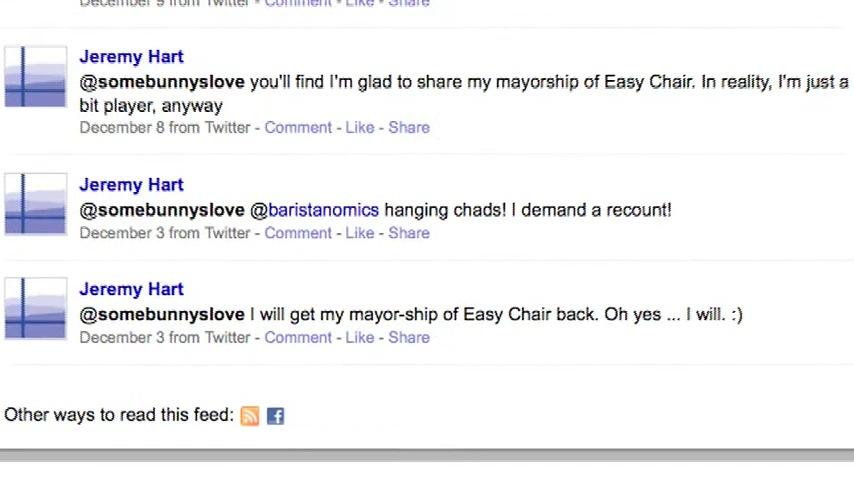 December 9 from Twitter - Comment - Like - Share
Jeremy Hart
@somebunnyslove you'll find I'm glad to share my mayorship of Easy Chair. In reality, I'm just a
bit player, anyway
December 8 from Twitter - Comment - Like - Share
Jeremy Hart
@somebunnyslove @baristanomics hanging chads! I demand a recount!
December 3 from Twitter - Comment - Like - Share
Jeremy Hart
@somebunnyslove I will get my mayor-ship of Easy Chair back. Oh yes ... I will. :)
December 3 from Twitter - Comment - Like - Share
Other ways to read this feed: